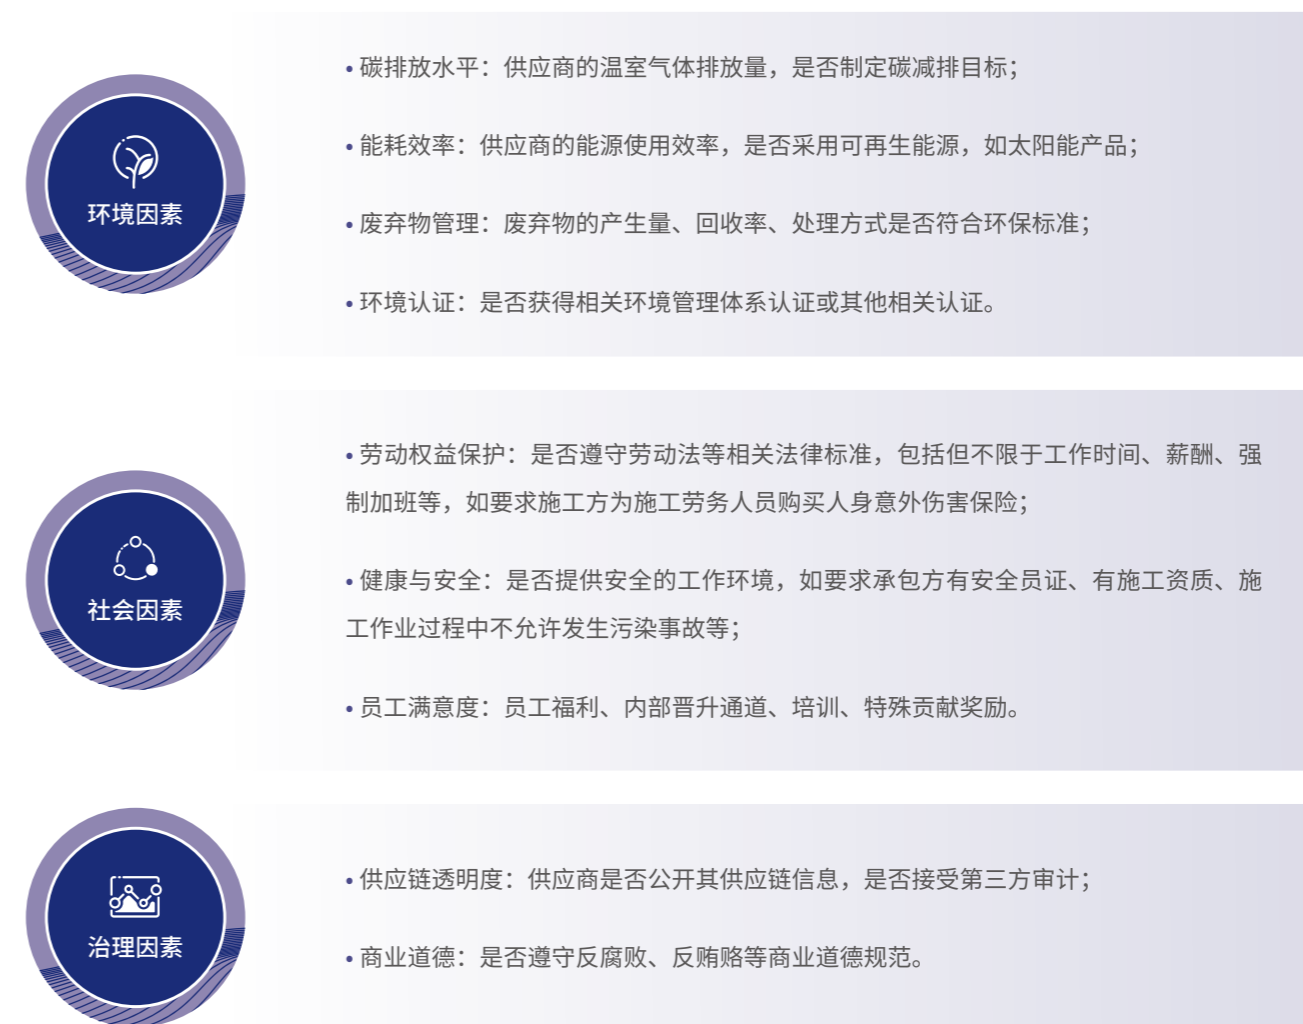 环境因素
• 碳排放水平：供应商的温室气体排放量，是否制定碳减排目标；
• 能耗效率：供应商的能源使用效率，是否采用可再生能源，如太阳能产品；
• 废弃物管理：废弃物的产生量、回收率、处理方式是否符合环保标准；
• 环境认证：是否获得相关环境管理体系认证或其他相关认证。
社会因素
• 劳动权益保护：是否遵守劳动法等相关法律标准，包括但不限于工作时间、薪酬、强
制加班等，如要求施工方为施工劳务人员购买人身意外伤害保险；
• 健康与安全：是否提供安全的工作环境，如要求承包方有安全员证、有施工资质、施
工作业过程中不允许发生污染事故等；
• 员工满意度：员工福利、内部晋升通道、培训、特殊贡献奖励。
治理因素
• 供应链透明度：供应商是否公开其供应链信息，是否接受第三方审计；
• 商业道德：是否遵守反腐败、反贿赂等商业道德规范。